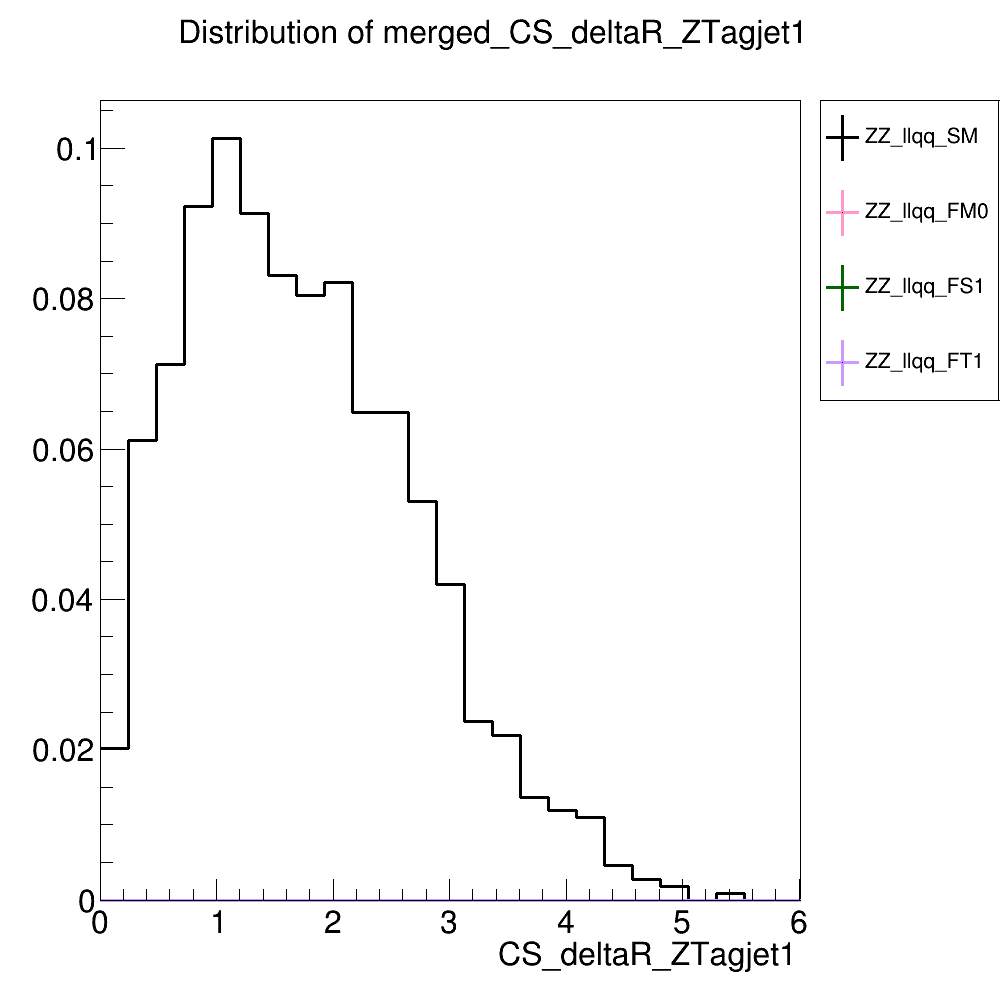 Distribution of merged_CS_deltaR_ZTagjet1
0.1
0.08
0.06
0.04
0.02
0
0 1 2 3 4 5 6
CS_deltaR_ZTagjet1
ZZ_llqq_SM
ZZ_llqq_FM0
ZZ_llqq_FS1
ZZ_llqq_FT1